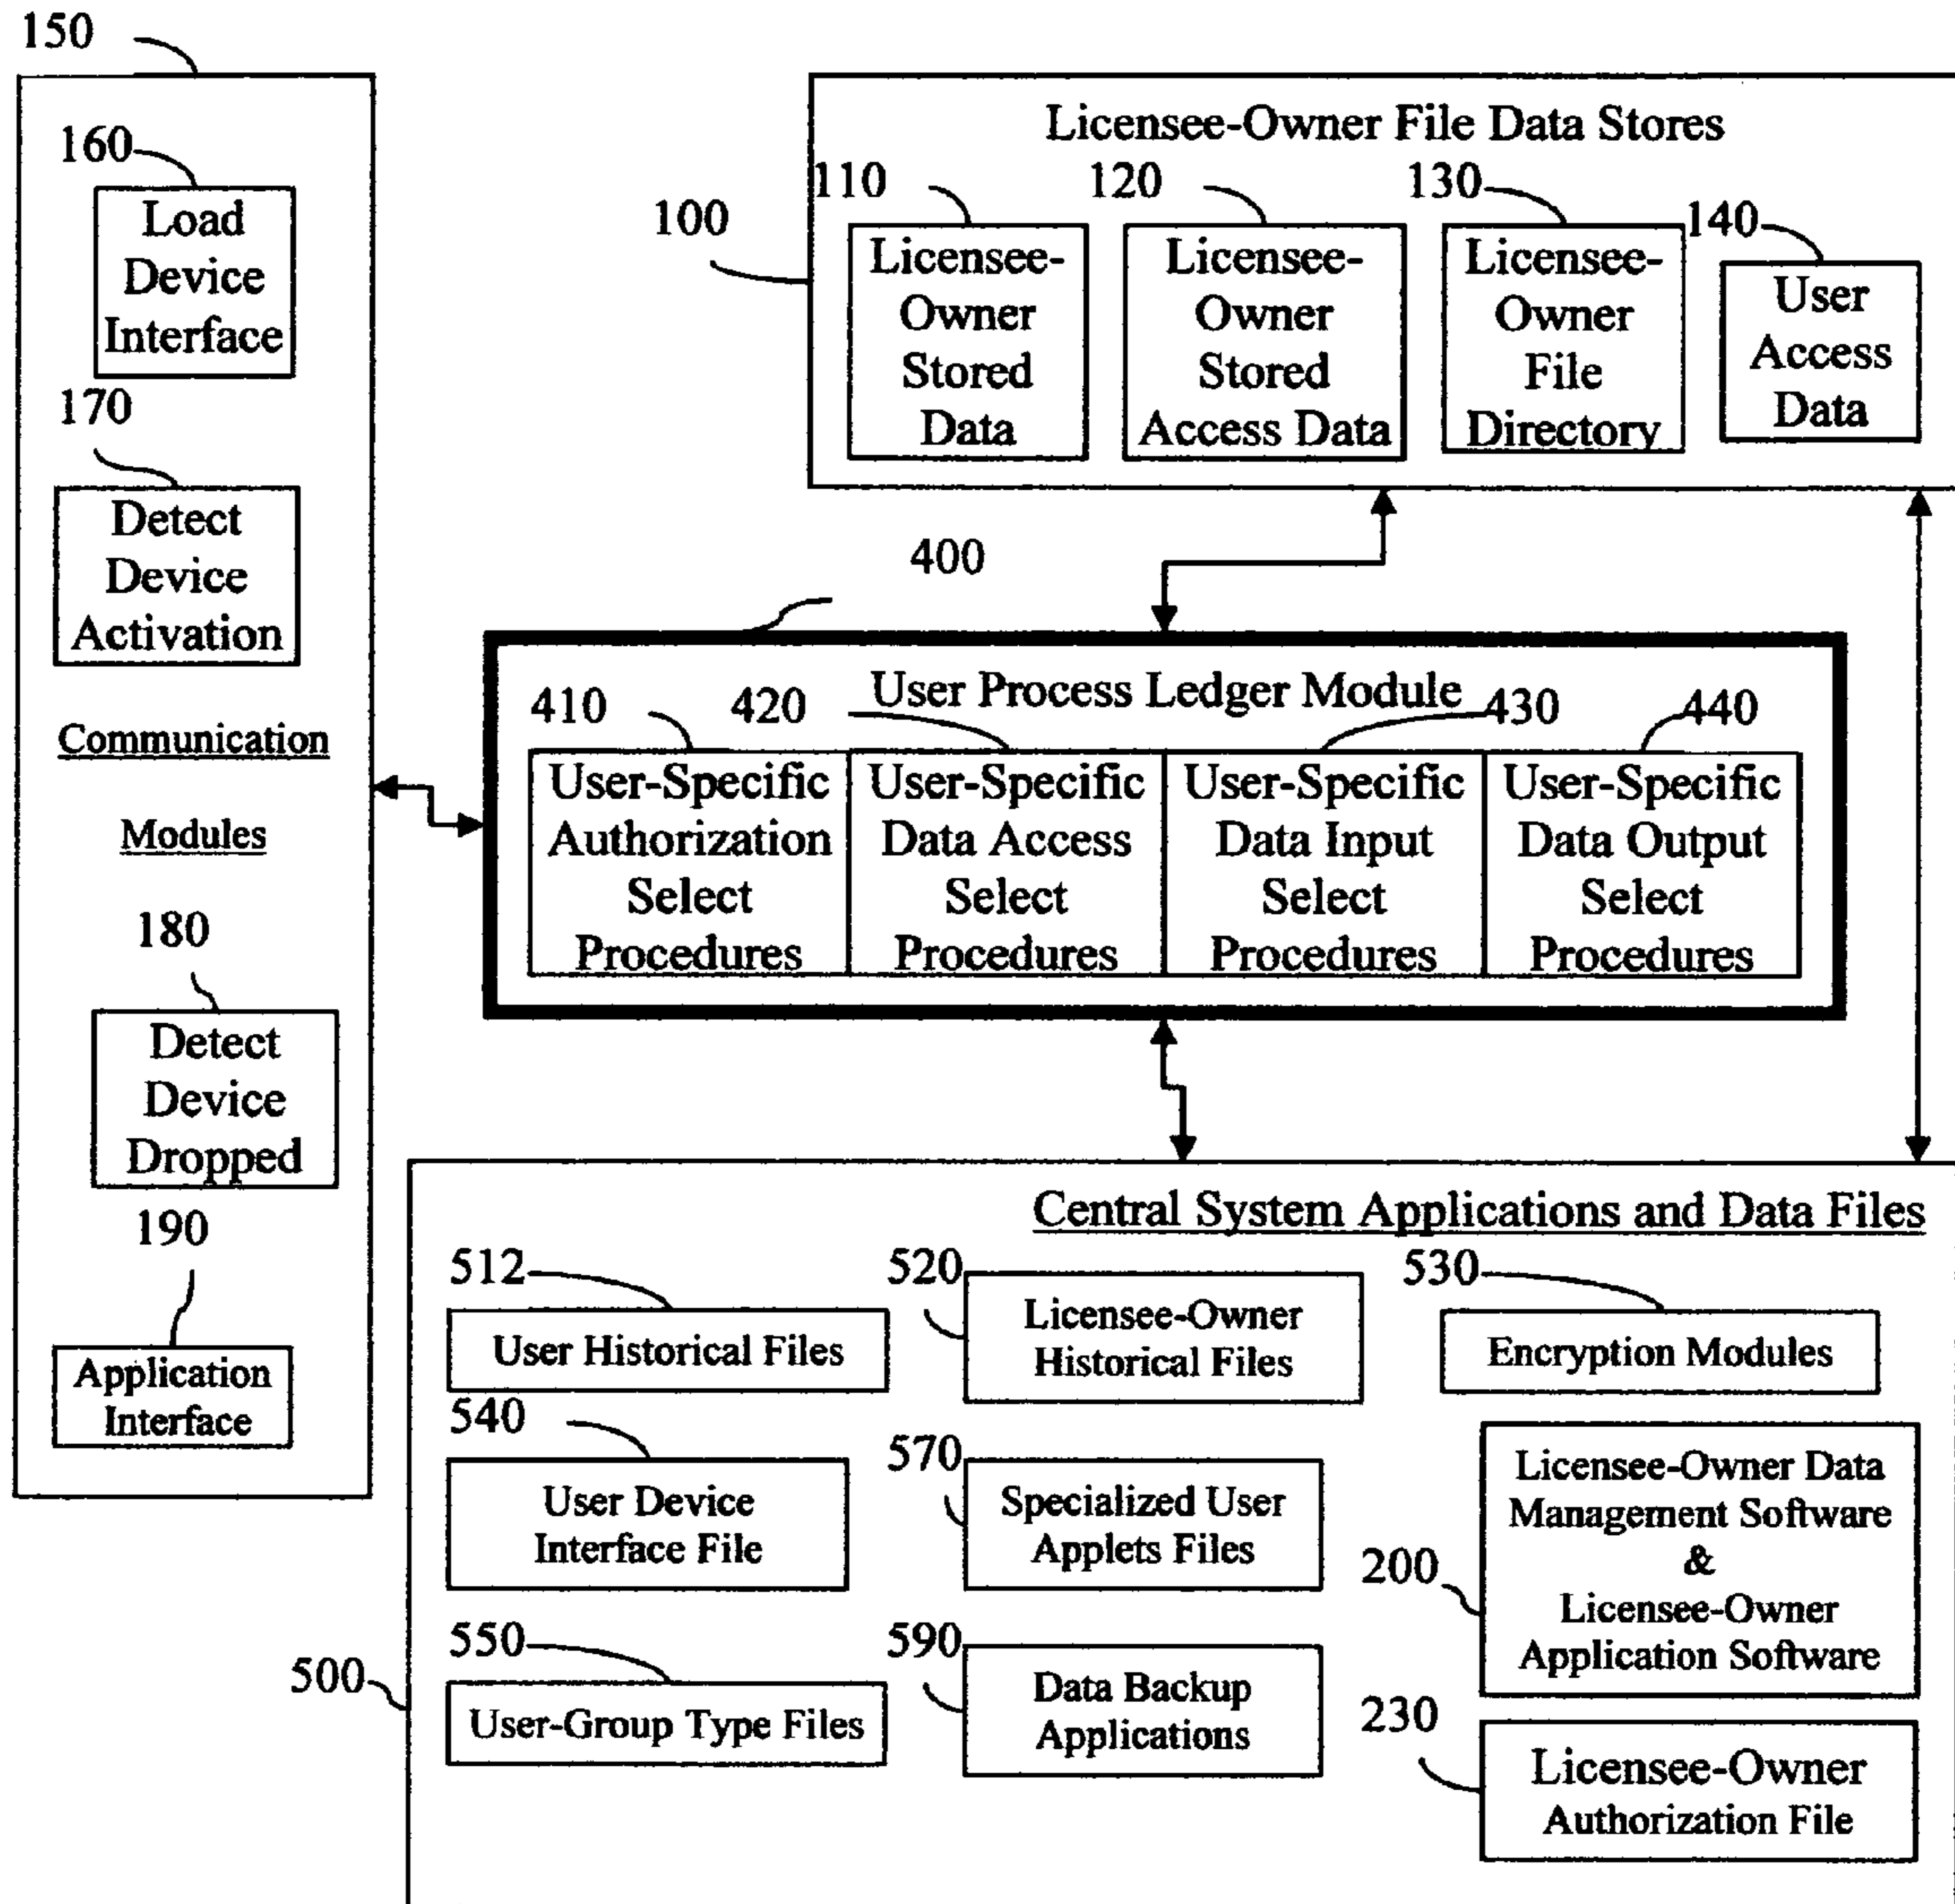 150
160
Load
Device
Interface
170
Detect
Device
Activation
Communication
Modules
180
Detect
Device
Dropped
190
Application
Interface
Licensee-Owner File Data Stores
100
110
Licensee-
Owner
Stored
Data
120
Licensee-
Owner
Stored
Access Data
130
Licensee-
Owner
File
Directory
140
User
Access
Data
400
User Process Ledger Module
410
User-Specific
Authorization
Select
Procedures
420
User-Specific
Data Access
Select
Procedures
430
User-Specific
Data Input
Select
Procedures
440
User-Specific
Data Output
Select
Procedures
500
Central System Applications and Data Files
512
User Historical Files
520
Licensee-Owner
Historical Files
530
Encryption Modules
540
User Device
Interface File
570
Specialized User
Applets Files
200
Licensee-Owner Data
Management Software
&
Licensee-Owner
Application Software
550
User-Group Type Files
590
Data Backup
Applications
230
Licensee-Owner
Authorization File